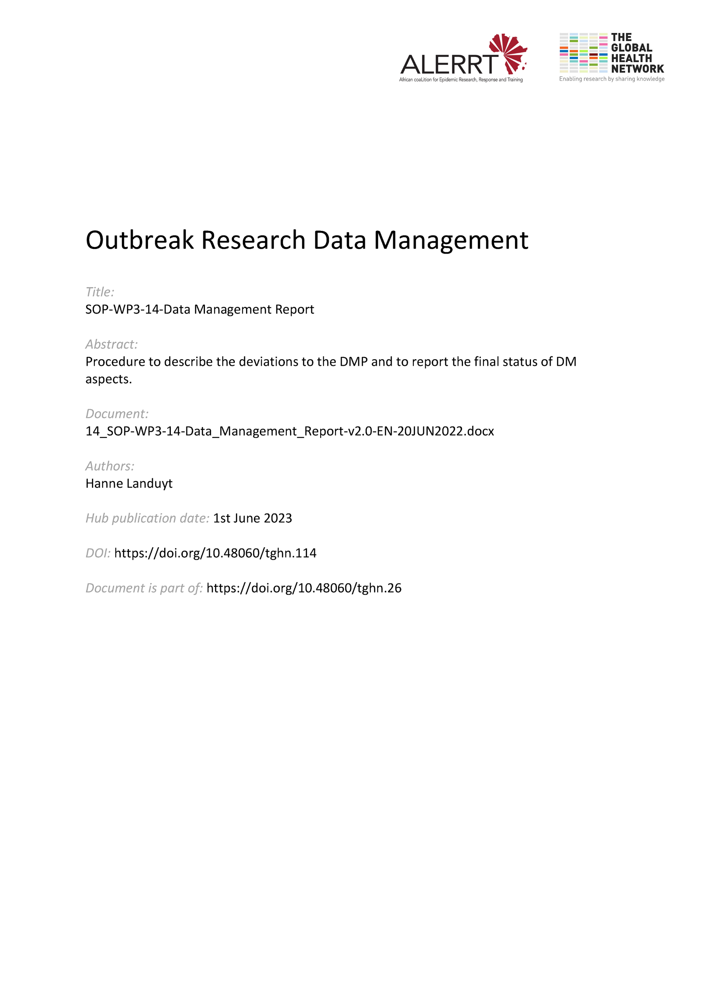 ALERRT
African coaLition for Epidemic Research, Response and Training
THE
GLOBAL
HEALTH
NETWORK
Enabling research by sharing knowledge
Outbreak Research Data Management
Title:
SOP-WP3-14-Data Management Report
Abstract:
Procedure to describe the deviations to the DMP and to report the final status of DM
aspects.
Document:
14_SOP-WP3-14-Data_Management_Report-v2.0-EN-20JUN2022.docx
Authors:
Hanne Landuyt
Hub publication date: 1st June 2023
DOI: https://doi.org/10.48060/tghn.114
Document is part of: https://doi.org/10.48060/tghn.26